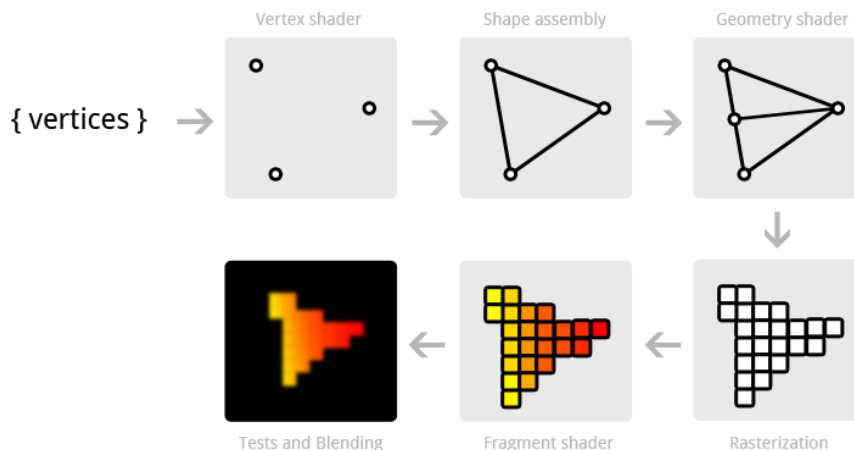 Vertex shader
Shape assembly
Geometry shader
{ vertices }
Tests and Blending
Fragment shader
Rasterization